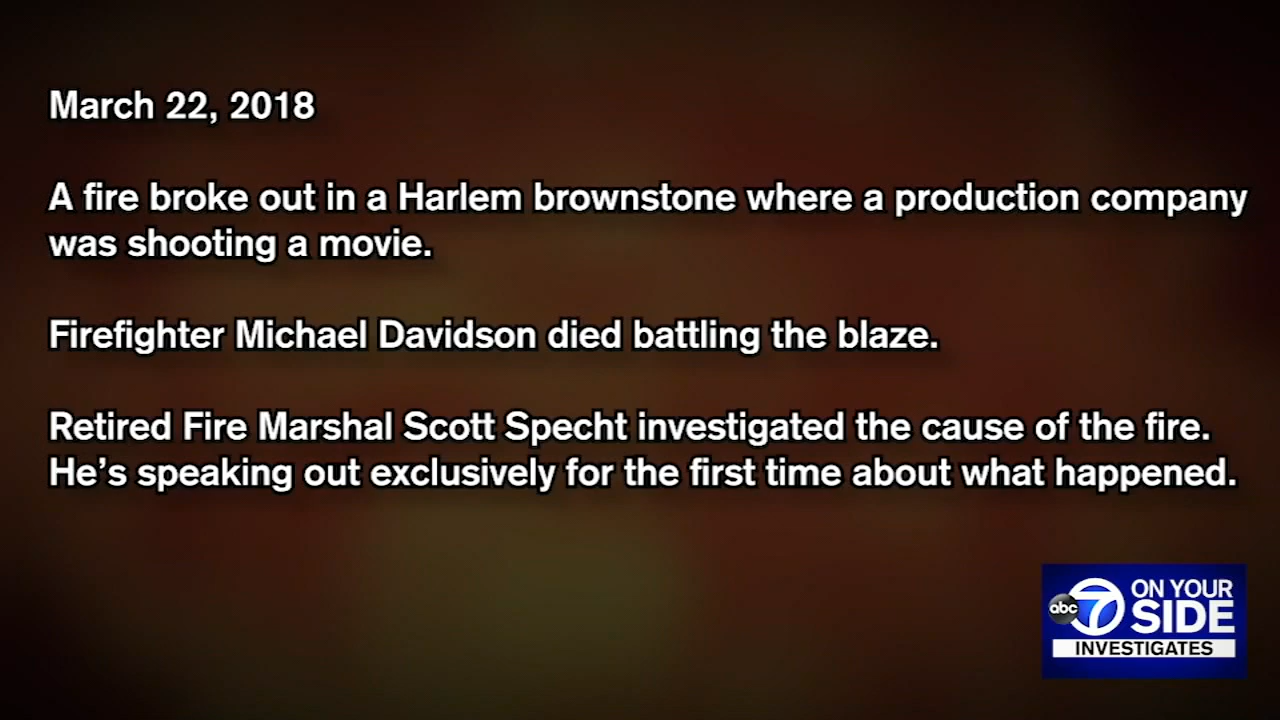 March 22, 2018
A fire broke out in a Harlem brownstone where a production company
was shooting a movie.
Firefighter Michael Davidson died battling the blaze.
Retired Fire Marshal Scott Specht investigated the cause of the fire.
He's speaking out exclusively for the first time about what happened.
abc 7 ON YOUR
SIDE
INVESTIGATES